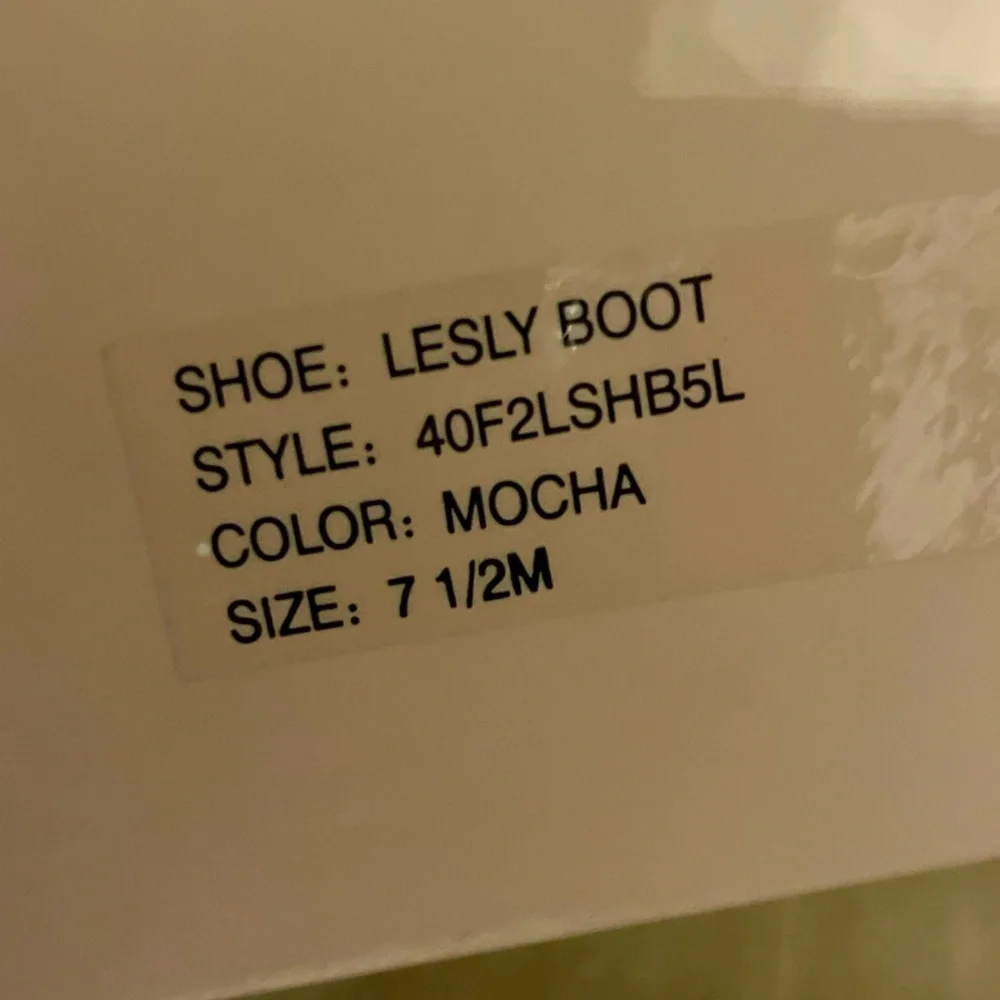 SHOE: LESLY BOOT
STYLE: 40F2LSHB5L
COLOR: MOCHA
SIZE: 7 1/2M